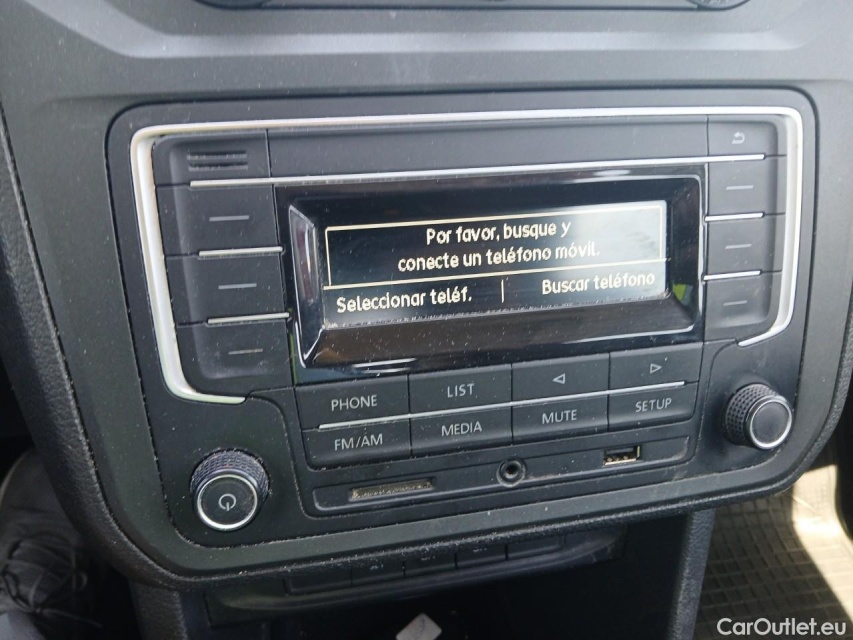 Por favor, busque y
conecte un teléfono móvil.
Seleccionar teléf. | Buscar teléfono
PHONE LIST
FM/AM MEDIA MUTE SETUP
CarOutlet.eu